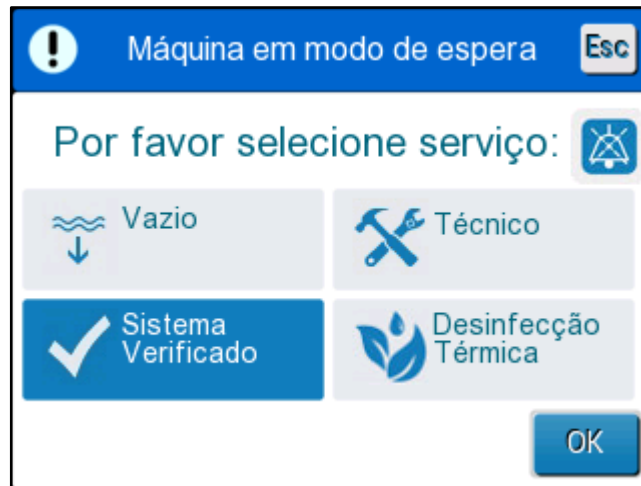 Máquina em modo de espera
Esc
Por favor selecione serviço:
Vazio
Técnico
Sistema
Verificado
Desinfecção
Térmica
OK